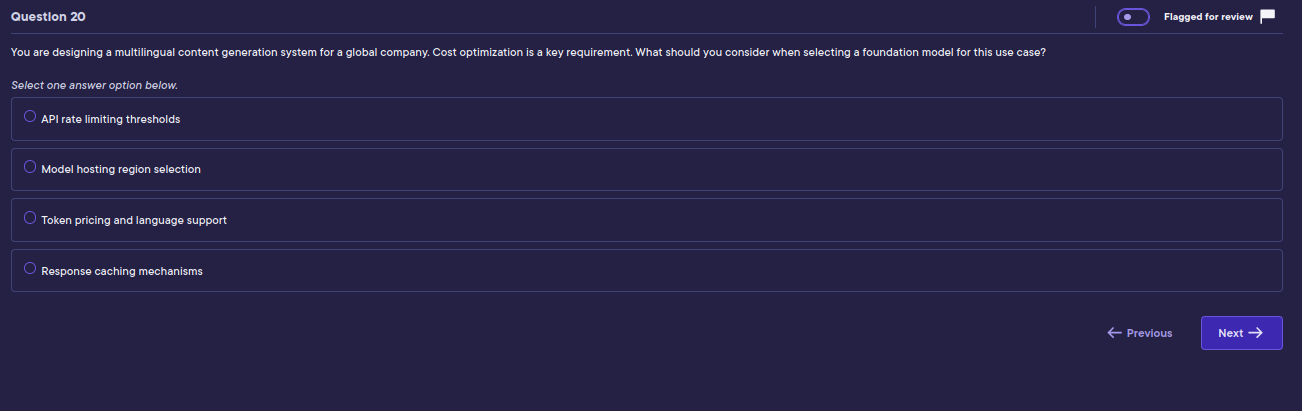 Question 20
Flagged for review
You are designing a multilingual content generation system for a global company. Cost optimization is a key requirement. What should you consider when selecting a foundation model for this use case?
Select one answer option below.
API rate limiting thresholds
Model hosting region selection
Token pricing and language support
Response caching mechanisms
Previous
Next